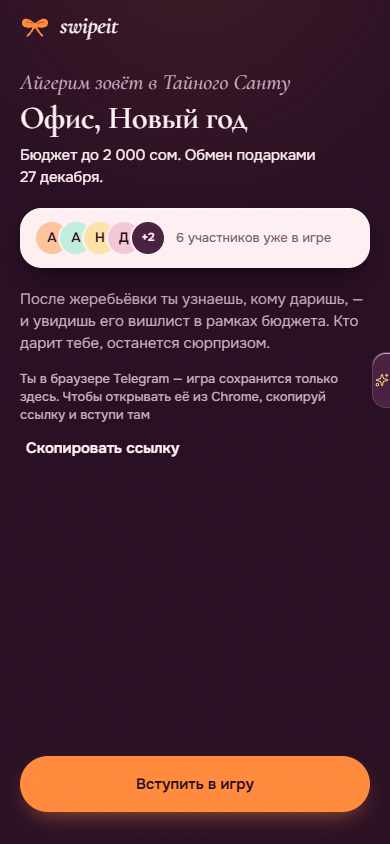 swipeit
Айгерим зовёт в Тайного Санту
Офис, Новый год
Бюджет до 2 000 сом. Обмен подарками
27 декабря.
А А Н Д +2 6 участников уже в игре
После жеребьёвки ты узнаешь, кому даришь, —
и увидишь его вишлист в рамках бюджета. Кто
дарит тебе, останется сюрпризом.
Ты в браузере Telegram — игра сохранится только
здесь. Чтобы открывать её из Chrome, скопируй
ссылку и вступи там
Скопировать ссылку
Вступить в игру